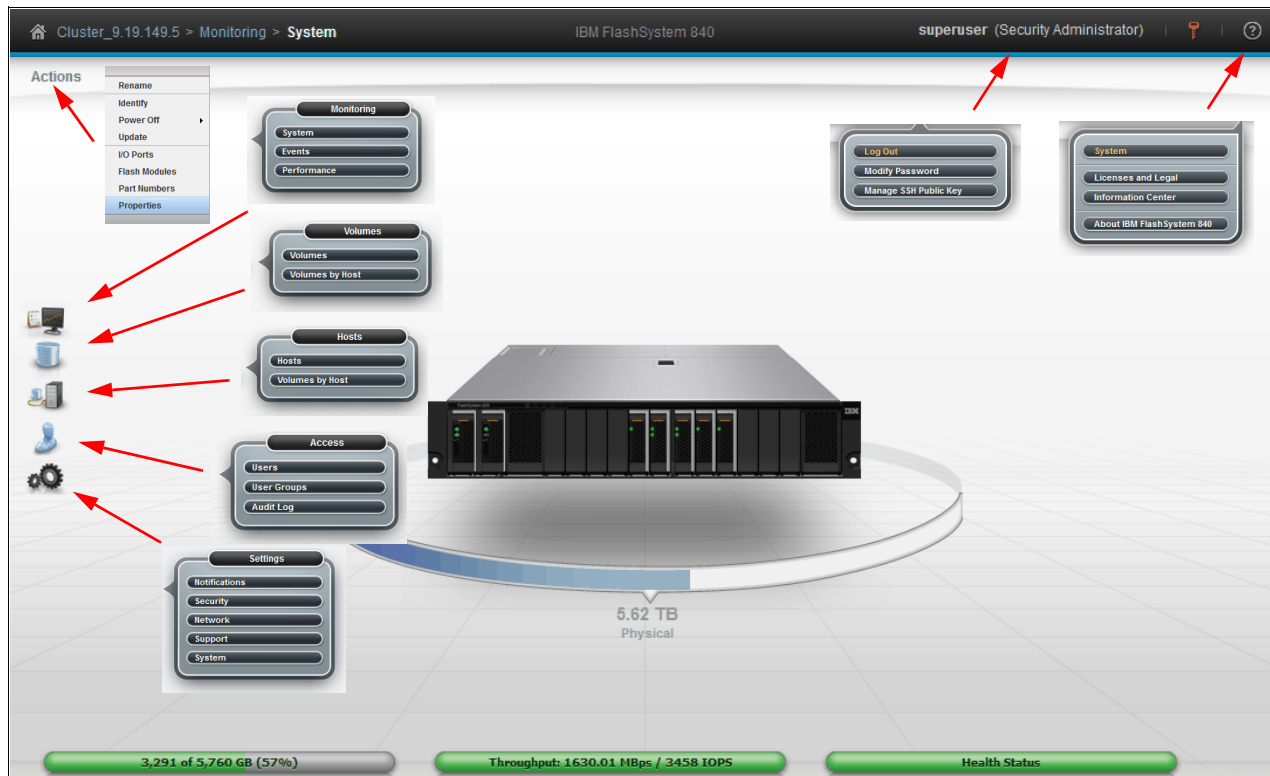 Cluster_9.19.149.5 > Monitoring > System
IBM FlashSystem 840
superuser (Security Administrator)
?
Actions
Rename
Identify
Power Off
Update
I/O Ports
Flash Modules
Part Numbers
Properties
Monitoring
System
Events
Performance
Volumes
Volumes
Volumes by Host
Hosts
Hosts
Volumes by Host
Access
Users
User Groups
Audit Log
Settings
Notifications
Security
Network
Support
System
Log Out
Modify Password
Manage SSH Public Key
System
Licenses and Legal
Information Center
About IBM FlashSystem 840
IBM
5.62 TB
Physical
3,291 of 5,760 GB (57%)
Throughput: 1630.01 MBps / 3458 IOPS
Health Status